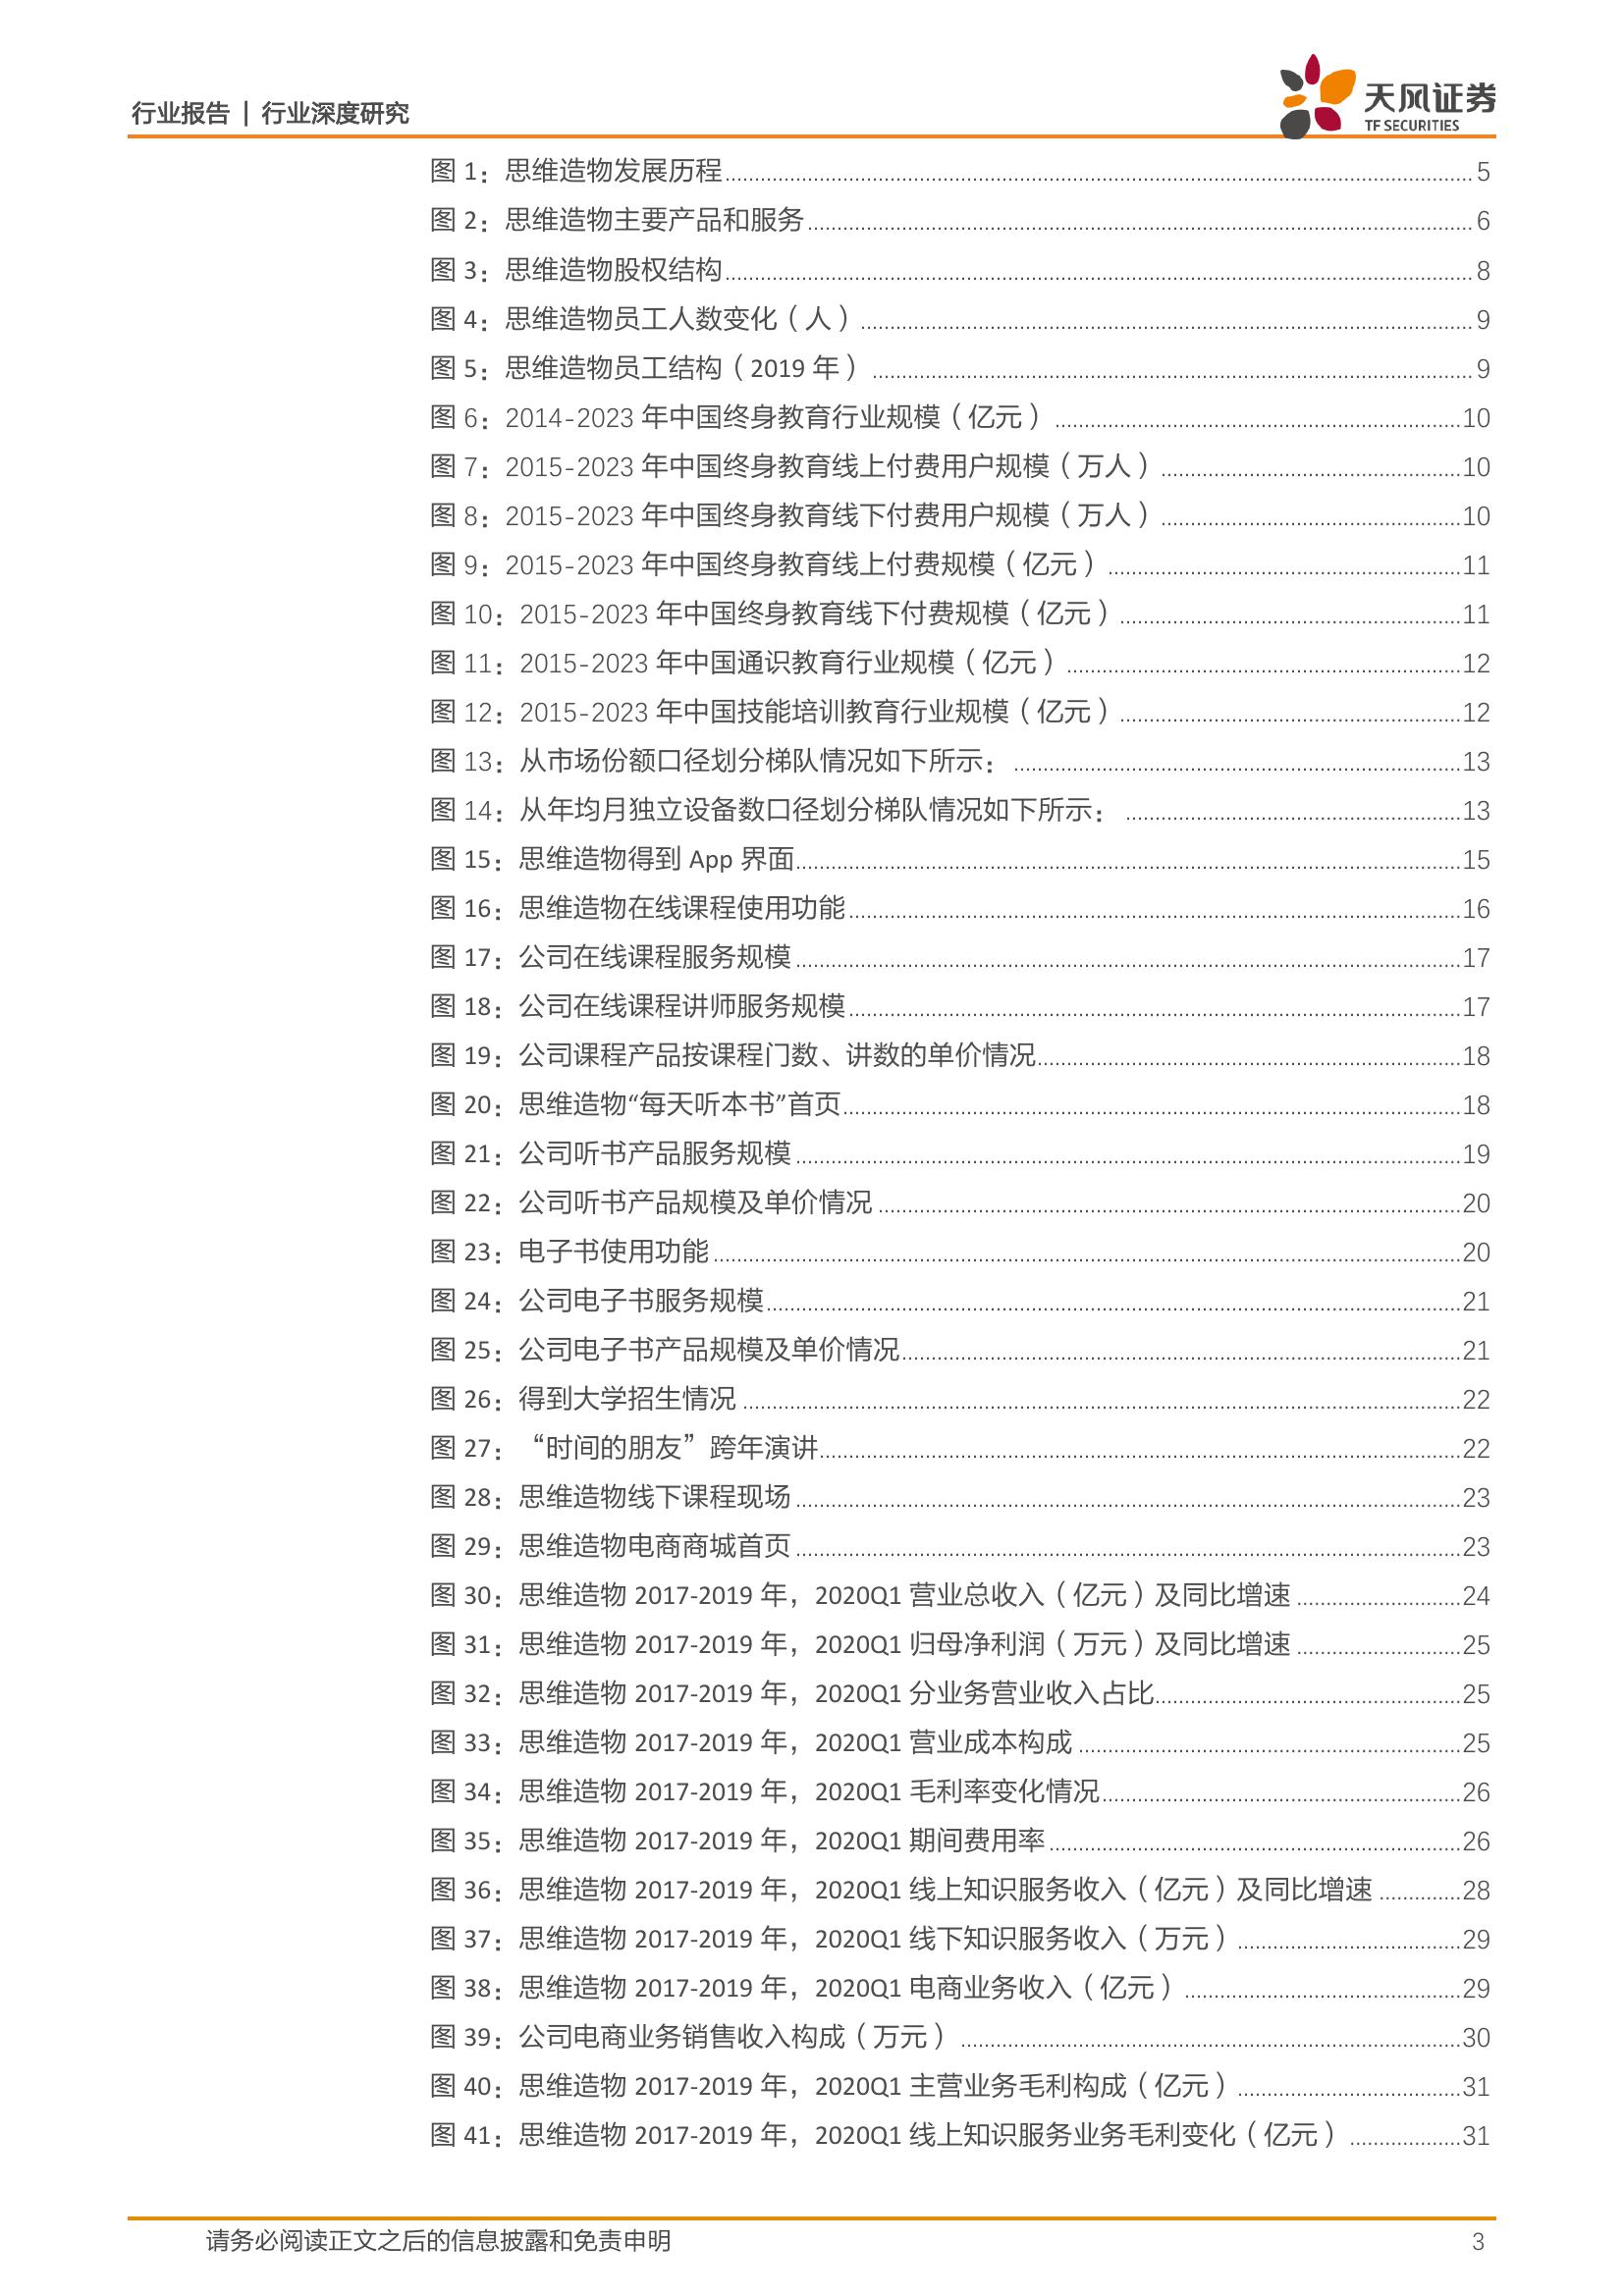 行业报告 | 行业深度研究
天风证券
TF SECURITIES
图 1：思维造物发展历程 5
图 2：思维造物主要产品和服务 6
图 3：思维造物股权结构 8
图 4：思维造物员工人数变化（人） 9
图 5：思维造物员工结构（2019 年） 9
图 6：2014-2023 年中国终身教育行业规模（亿元） 10
图 7：2015-2023 年中国终身教育线上付费用户规模（万人） 10
图 8：2015-2023 年中国终身教育线下付费用户规模（万人） 10
图 9：2015-2023 年中国终身教育线上付费规模（亿元） 11
图 10：2015-2023 年中国终身教育线下付费规模（亿元） 11
图 11：2015-2023 年中国通识教育行业规模（亿元） 12
图 12：2015-2023 年中国技能培训教育行业规模（亿元） 12
图 13：从市场份额口径划分梯队情况如下所示： 13
图 14：从年均月独立设备数口径划分梯队情况如下所示： 13
图 15：思维造物得到 App 界面 15
图 16：思维造物在线课程使用功能 16
图 17：公司在线课程服务规模 17
图 18：公司在线课程讲师服务规模 17
图 19：公司课程产品按课程门数、讲数的单价情况 18
图 20：思维造物“每天听本书”首页 18
图 21：公司听书产品服务规模 19
图 22：公司听书产品规模及单价情况 20
图 23：电子书使用功能 20
图 24：公司电子书服务规模 21
图 25：公司电子书产品规模及单价情况 21
图 26：得到大学招生情况 22
图 27：“时间的朋友”跨年演讲 22
图 28：思维造物线下课程现场 23
图 29：思维造物电商商城首页 23
图 30：思维造物 2017-2019 年，2020Q1 营业总收入（亿元）及同比增速 24
图 31：思维造物 2017-2019 年，2020Q1 归母净利润（万元）及同比增速 25
图 32：思维造物 2017-2019 年，2020Q1 分业务营业收入占比 25
图 33：思维造物 2017-2019 年，2020Q1 营业成本构成 25
图 34：思维造物 2017-2019 年，2020Q1 毛利率变化情况 26
图 35：思维造物 2017-2019 年，2020Q1 期间费用率 26
图 36：思维造物 2017-2019 年，2020Q1 线上知识服务收入（亿元）及同比增速 28
图 37：思维造物 2017-2019 年，2020Q1 线下知识服务收入（万元） 29
图 38：思维造物 2017-2019 年，2020Q1 电商业务收入（亿元） 29
图 39：公司电商业务销售收入构成（万元） 30
图 40：思维造物 2017-2019 年，2020Q1 主营业务毛利构成（亿元） 31
图 41：思维造物 2017-2019 年，2020Q1 线上知识服务业务毛利变化（亿元） 31
请务必阅读正文之后的信息披露和免责申明 3